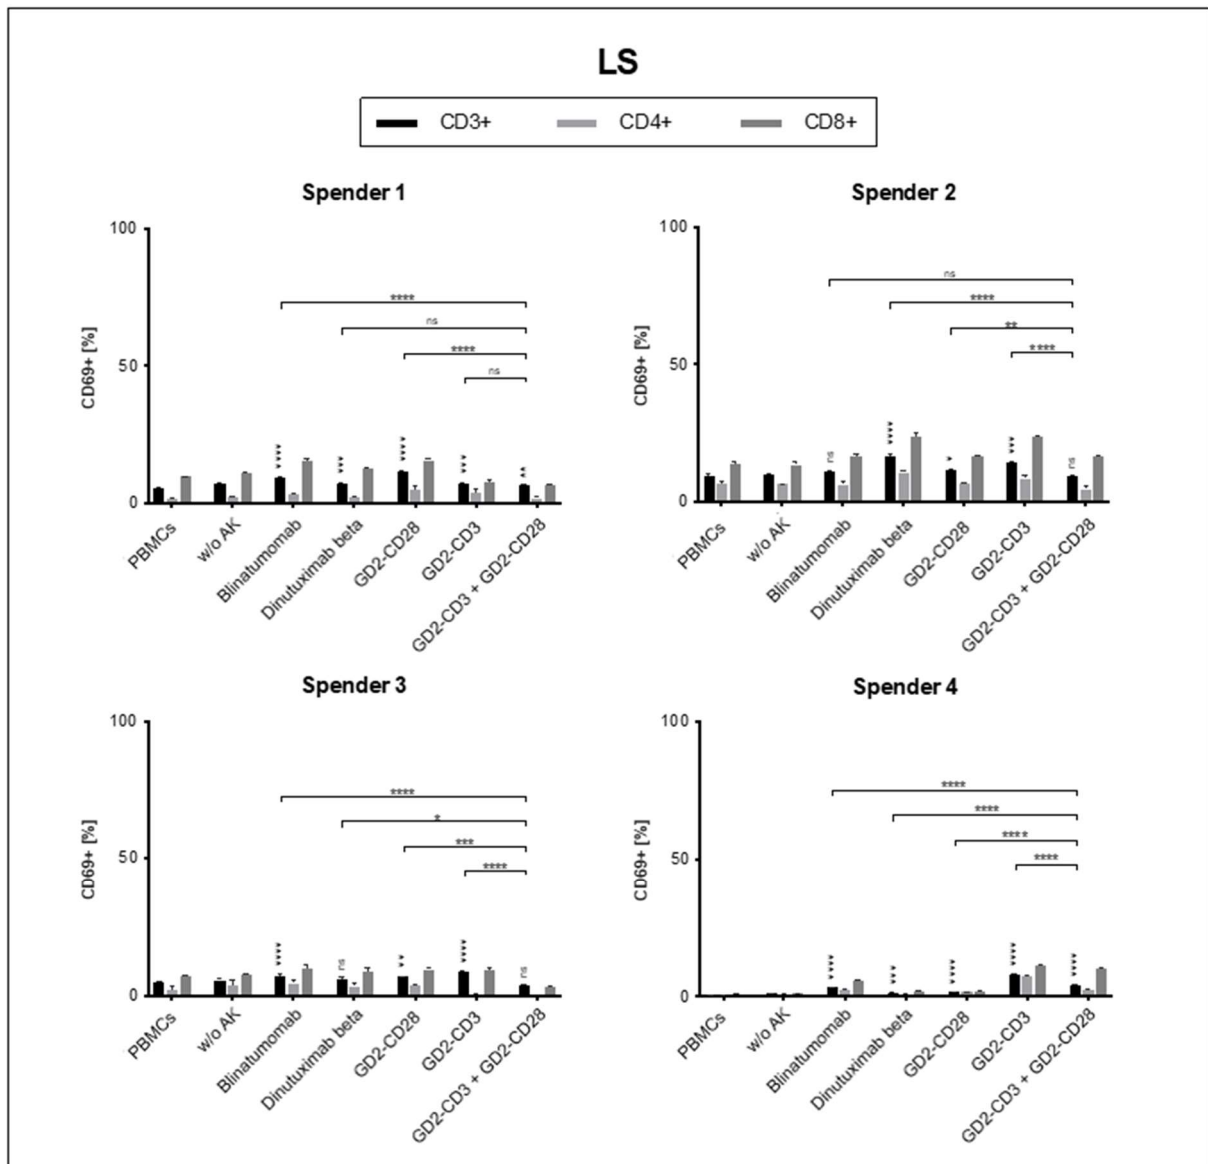 LS
CD3+ CD4+ CD8+
Spender 1
CD69+ [%]
100
50
0
****
ns
****
ns
**** *** **** *** **
PBMCs
w/o AK
Blinatumomab
Dinutuximab beta
GD2-CD28
GD2-CD3
GD2-CD3 + GD2-CD28
Spender 2
CD69+ [%]
100
50
0
ns
****
**
****
ns **** * *** ns
PBMCs
w/o AK
Blinatumomab
Dinutuximab beta
GD2-CD28
GD2-CD3
GD2-CD3 + GD2-CD28
Spender 3
CD69+ [%]
100
50
0
****
*
***
****
**** ns ** **** ns
PBMCs
w/o AK
Blinatumomab
Dinutuximab beta
GD2-CD28
GD2-CD3
GD2-CD3 + GD2-CD28
Spender 4
CD69+ [%]
100
50
0
****
****
****
****
**** *** **** **** ****
PBMCs
w/o AK
Blinatumomab
Dinutuximab beta
GD2-CD28
GD2-CD3
GD2-CD3 + GD2-CD28